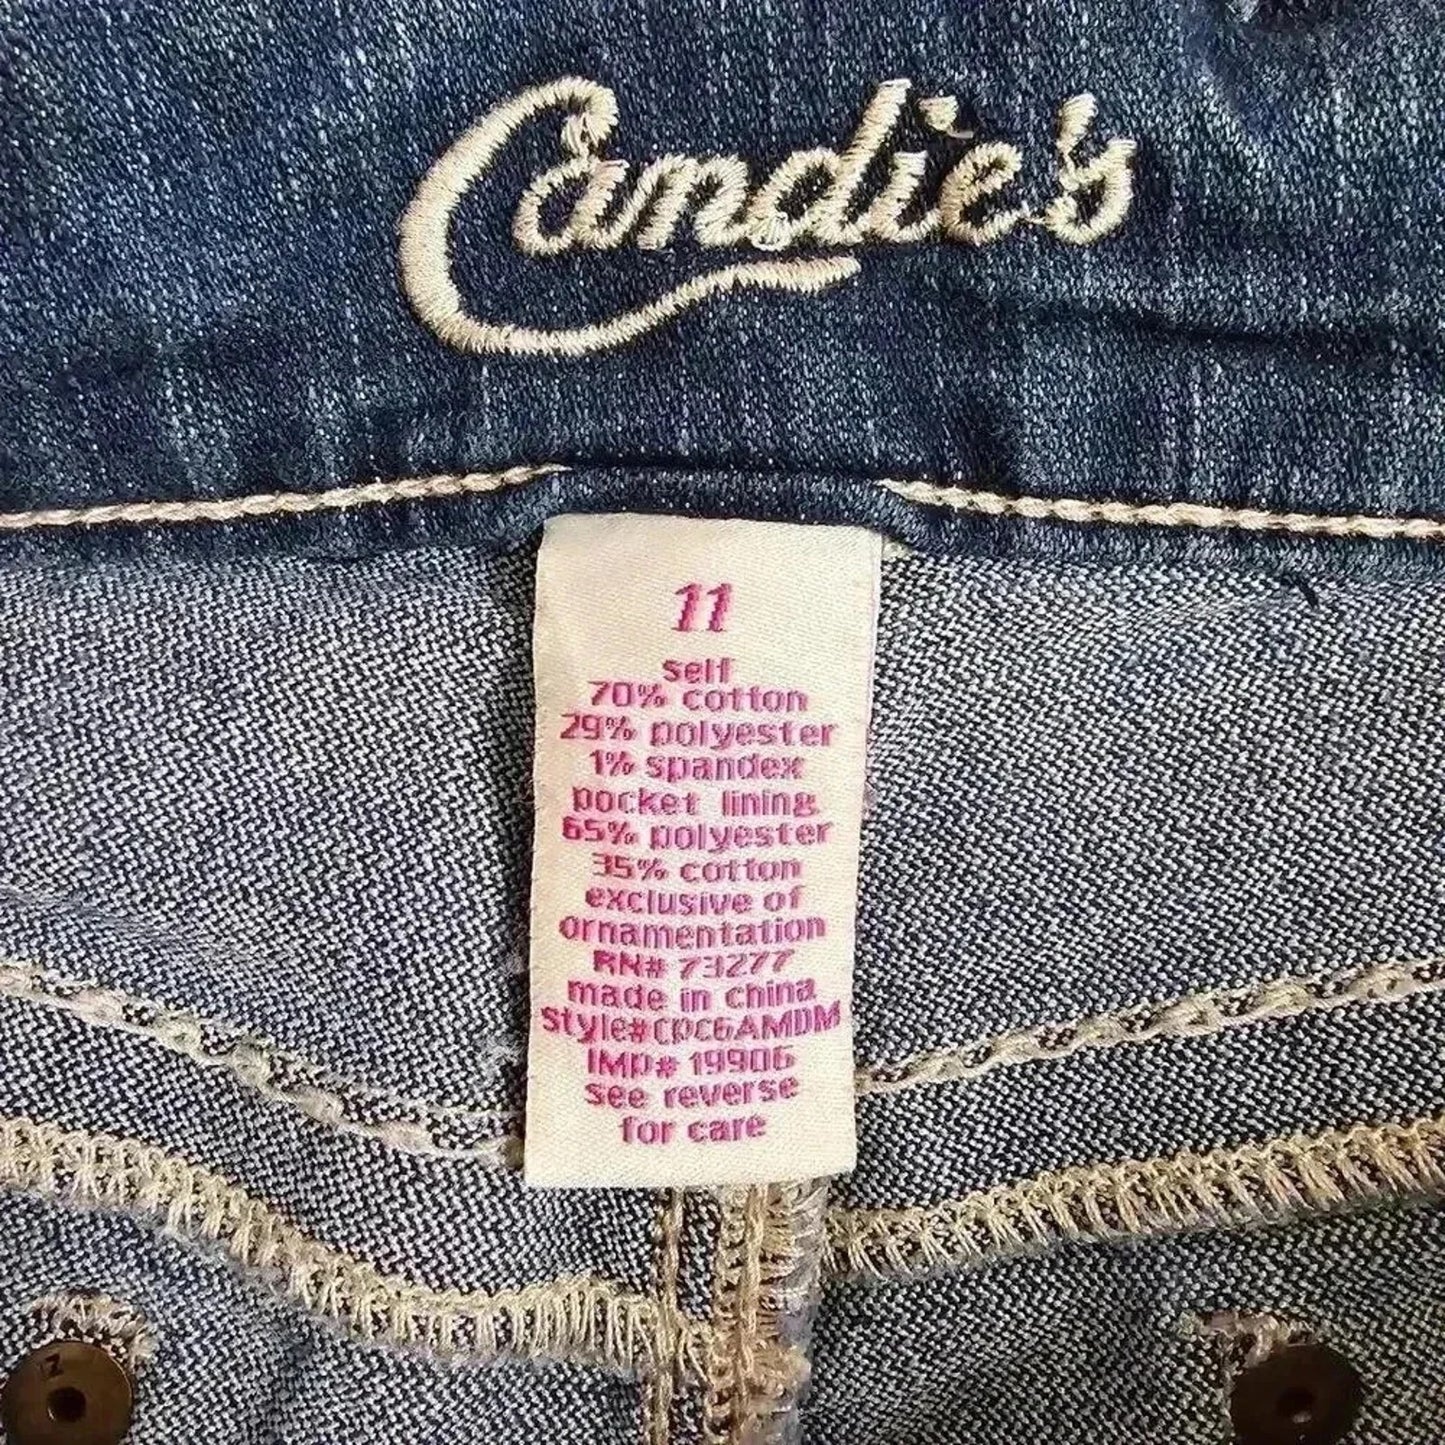 Candie's
11
self
70% cotton
29% polyester
1% spandex
pocket lining
65% polyester
35% cotton
exclusive of
ornamentation
RN# 73277
made in china
style#CPC6AMDM
IMP# 19906
see reverse
for care